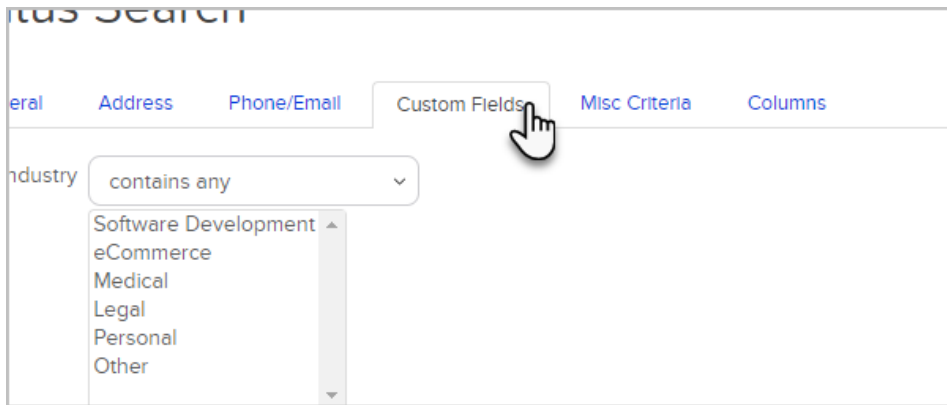 tus Search
eral Address Phone/Email Custom Fields Misc Criteria Columns
ndustry contains any
Software Development
eCommerce
Medical
Legal
Personal
Other